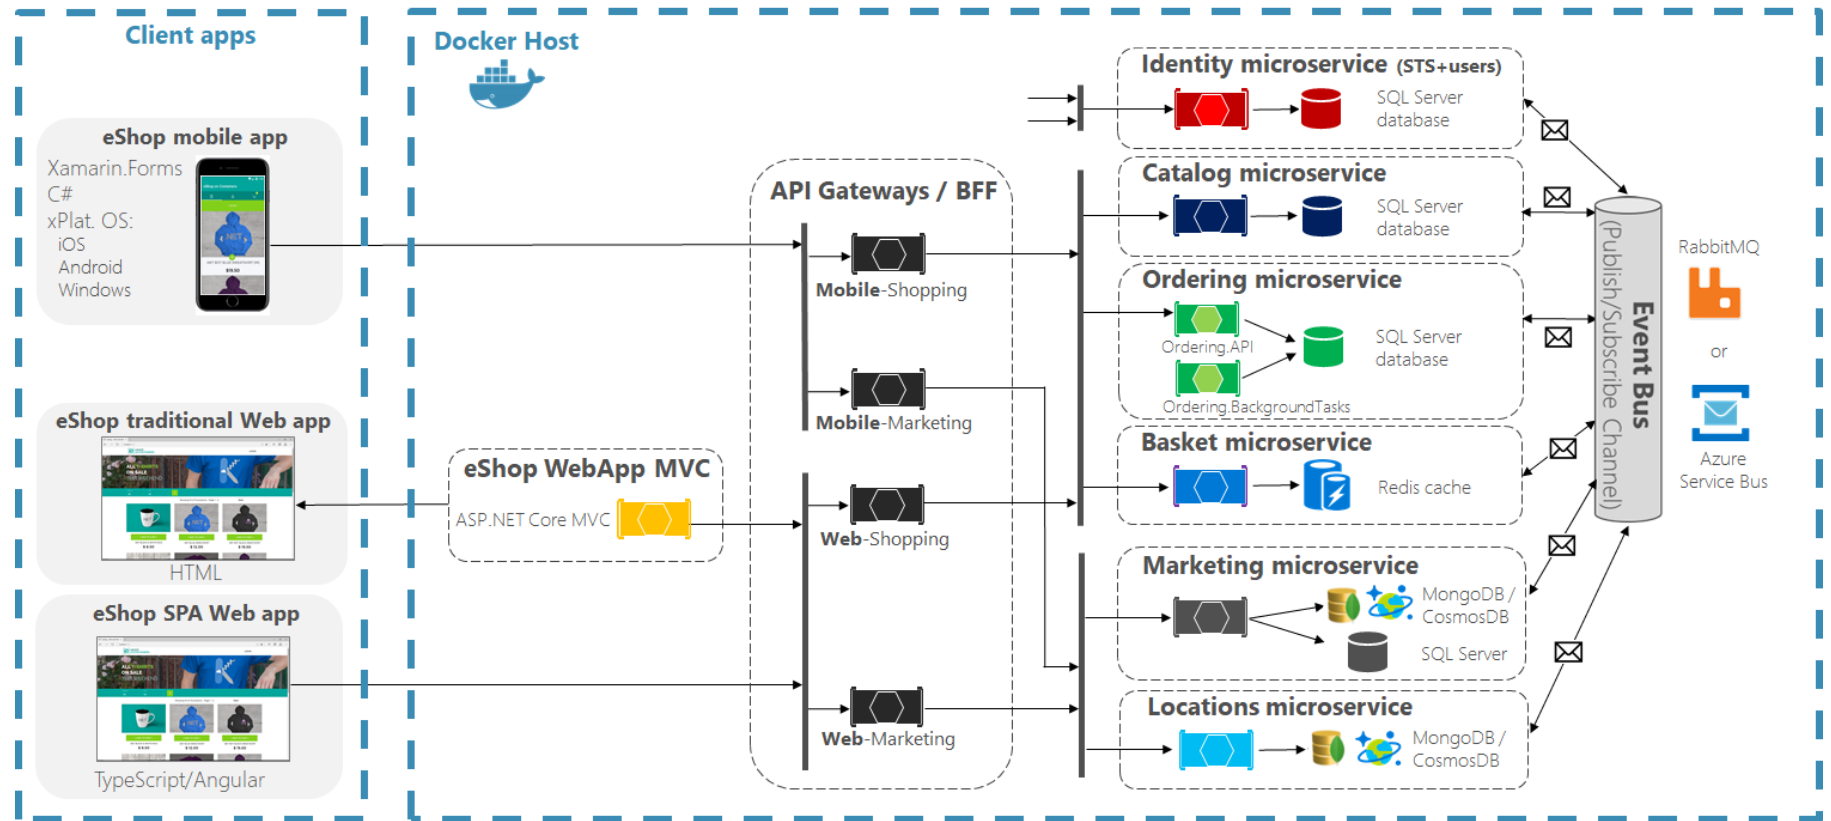 Client apps
eShop mobile app
Xamarin.Forms
C#
xPlat. OS:
iOS
Android
Windows
eShop traditional Web app
HTML
eShop SPA Web app
TypeScript/Angular
Docker Host
eShop WebApp MVC
ASP.NET Core MVC
API Gateways / BFF
Mobile-Shopping
Mobile-Marketing
Web-Shopping
Web-Marketing
Identity microservice (STS+users)
SQL Server
database
Catalog microservice
SQL Server
database
Ordering microservice
Ordering.API
SQL Server
database
Ordering.BackgroundTasks
Basket microservice
Redis cache
Marketing microservice
MongoDB /
CosmosDB
SQL Server
Locations microservice
MongoDB /
CosmosDB
Event Bus
(Publish/Subscribe Channel)
RabbitMQ
or
Azure
Service Bus